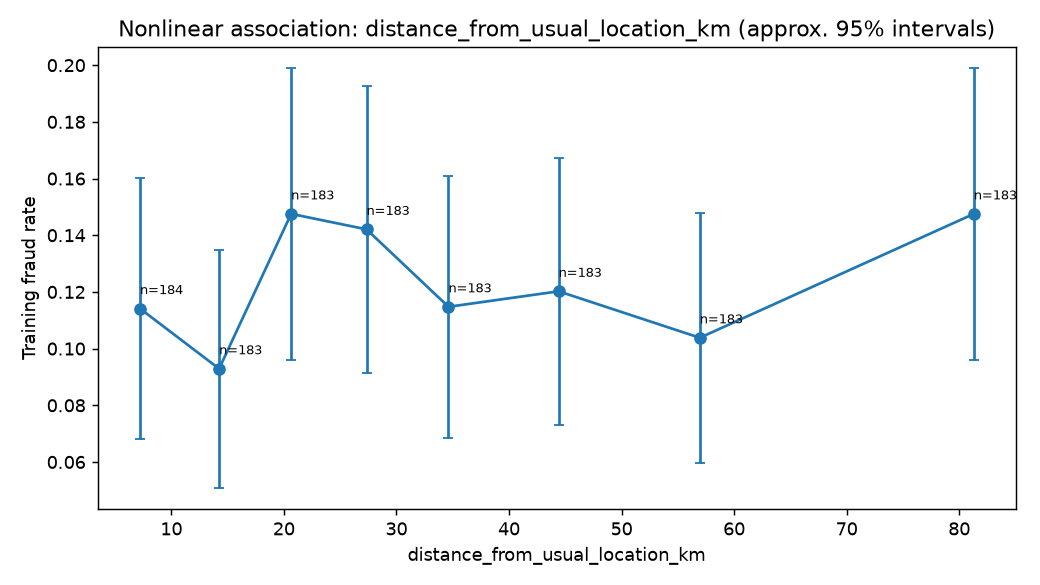 Nonlinear association: distance_from_usual_location_km (approx. 95% intervals)
Training fraud rate
0.20
0.18
0.16
0.14
0.12
0.10
0.08
0.06
n=184
n=183
n=183
n=183
n=183
n=183
n=183
n=183
10
20
30
40
50
60
70
80
distance_from_usual_location_km